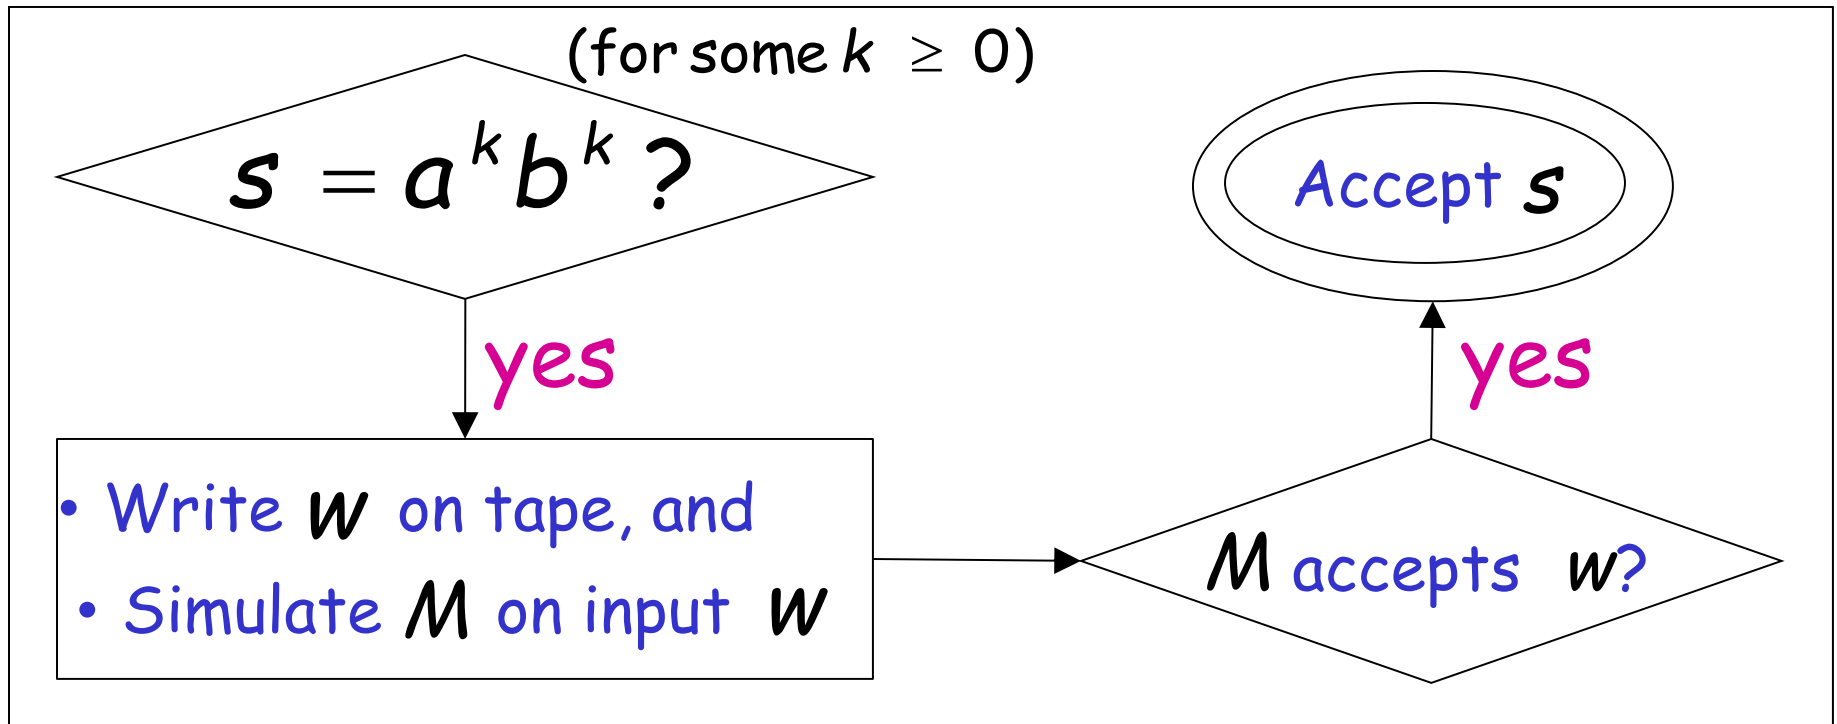 (for some k ≥ 0)
s = a^k b^k ?
yes
• Write w on tape, and
• Simulate M on input w
M accepts w?
yes
Accept s